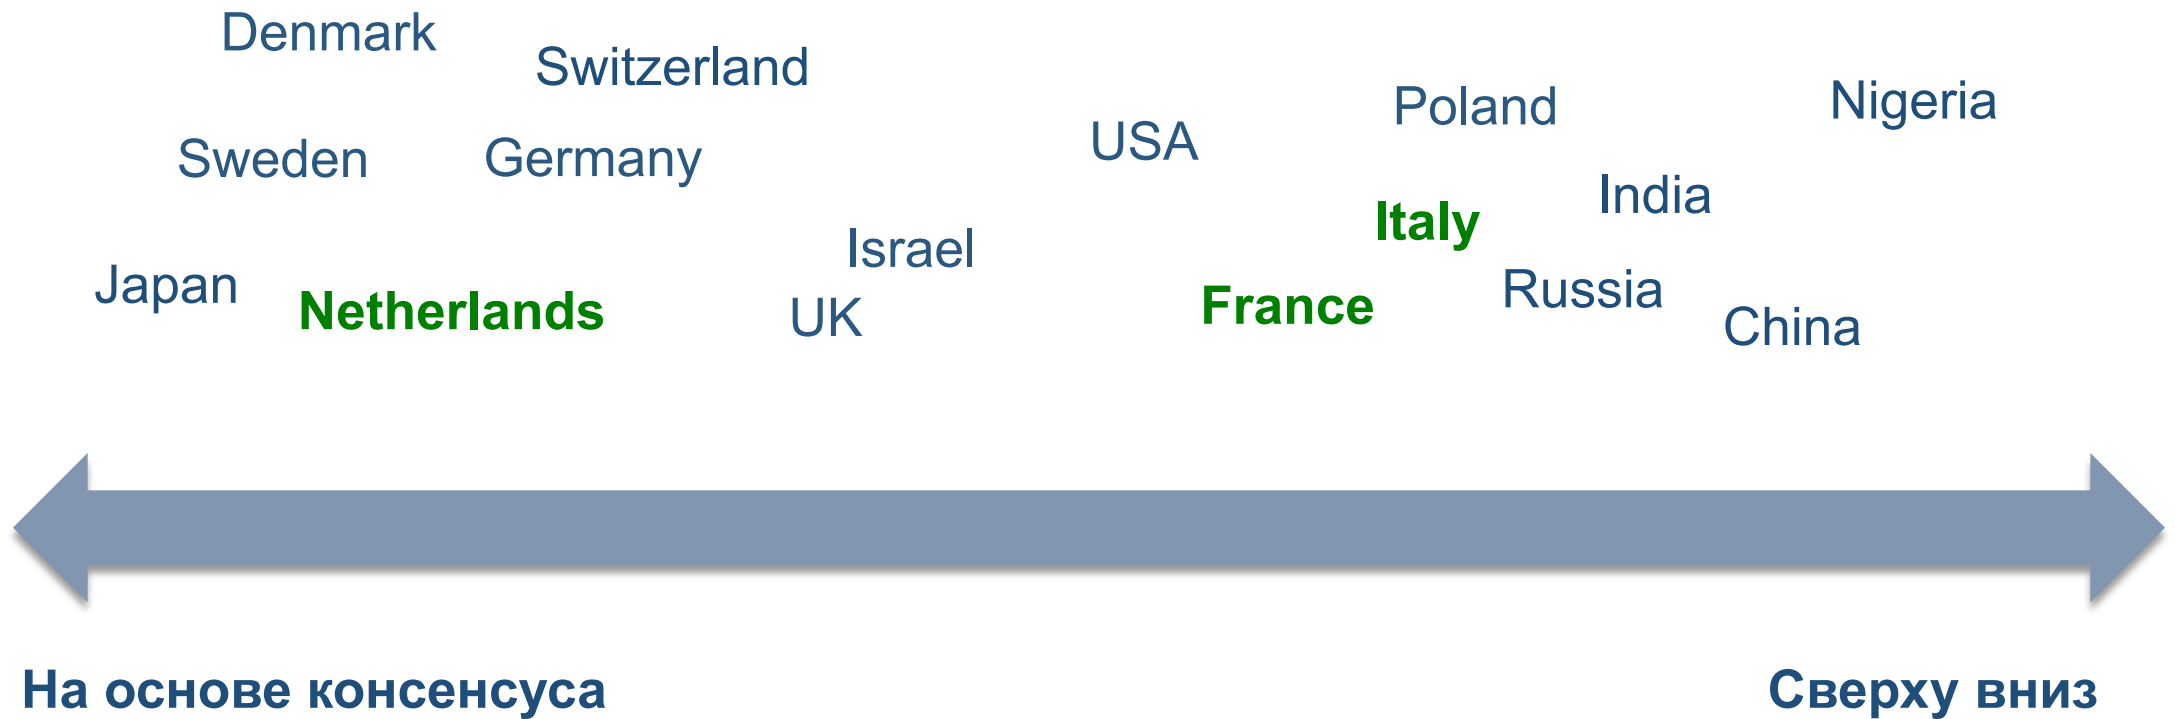 Denmark
Switzerland
Nigeria
Poland
USA
Sweden
Germany
India
Italy
Israel
Japan
Netherlands
UK
France
Russia
China
На основе консенсуса
Сверху вниз